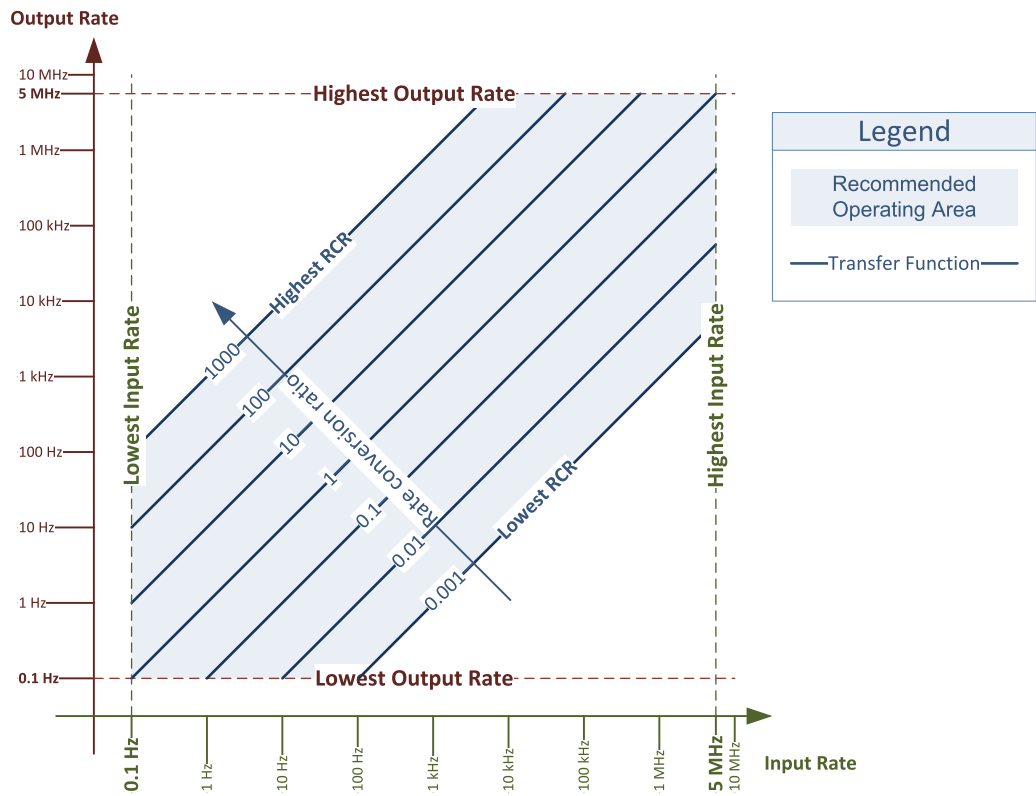 Output Rate
10 MHz
5 MHz
1 MHz
100 kHz
10 kHz
1 kHz
100 Hz
10 Hz
1 Hz
0.1 Hz
Highest Output Rate
Lowest Output Rate
Lowest Input Rate
Highest Input Rate
Highest RCR
Lowest RCR
Rate conversion ratio
1000
100
10
1
0.1
0.01
0.001
Legend
Recommended
Operating Area
Transfer Function
0.1 Hz
1 Hz
10 Hz
100 Hz
1 kHz
10 kHz
100 kHz
1 MHz
5 MHz
10 MHz
Input Rate